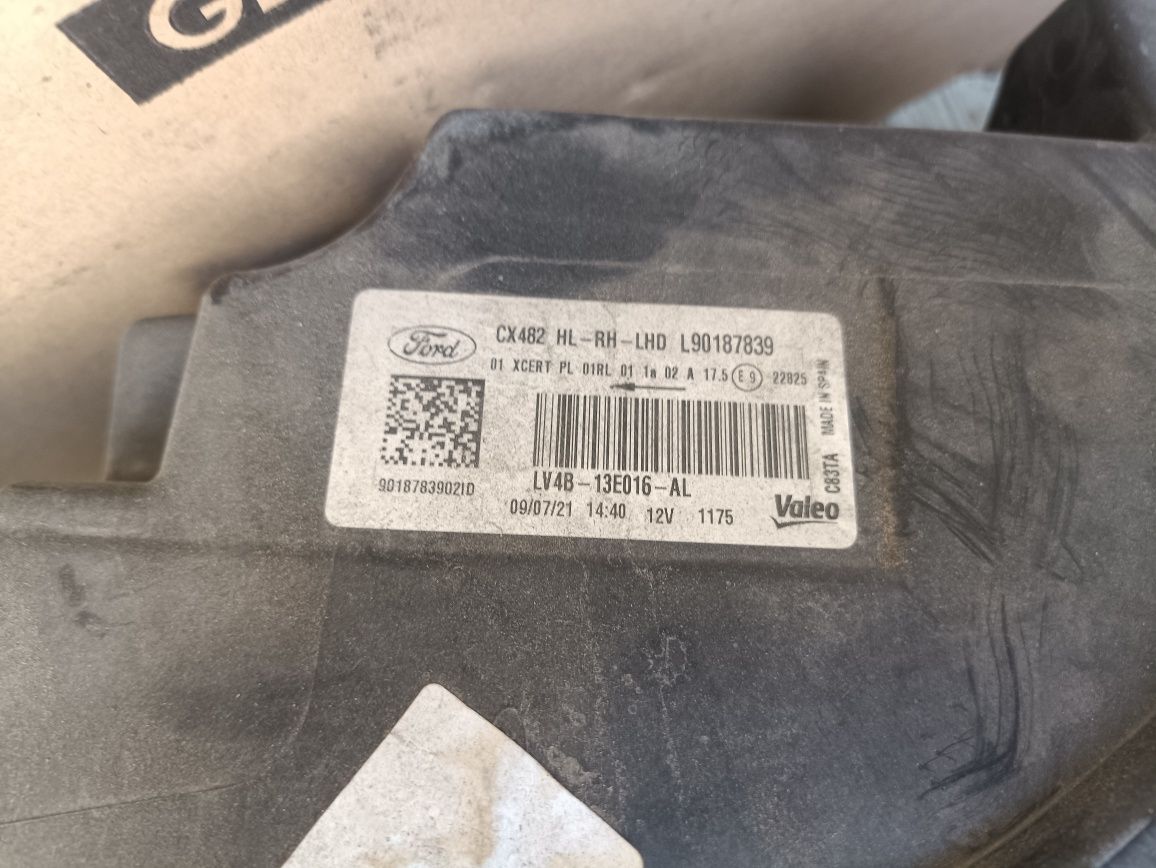 Ford
CX482 HL-RH-LHD L90187839
01 XCERT PL 01RL 01 1a 02 A 17.5 E9 22825
9018783902ID
LV4B-13E016-AL
09/07/21 14:40 12V 1175
Valeo
C83TA MADE IN SPAIN